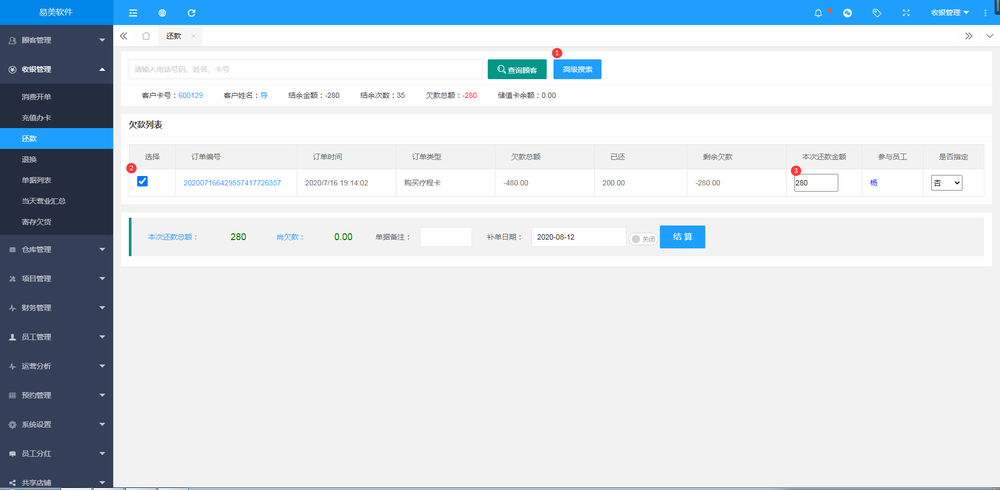 易美软件
收银管理
顾客管理
收银管理
消费开单
充值办卡
还款
退换
单据列表
当天营业汇总
寄存欠货
仓库管理
项目管理
财务管理
员工管理
运营分析
预约管理
系统设置
员工分红
共享店铺
还款
1
请输入电话号码、姓名、卡号
查询顾客
高级搜索
客户卡号：600129 客户姓名：导 结余金额：-280 结余次数：35 欠款总额：-280 储值卡余额：0.00
欠款列表
选择 订单编号 订单时间 订单类型 欠款总额 已还 剩余欠款 本次还款金额 参与员工 是否指定
2 3
202007166429557417726357 2020/7/16 19:14:02 购买疗程卡 -480.00 200.00 -280.00 280 杨 否
本次还款总额： 280 尚欠款： 0.00 单据备注： 补单日期： 2020-08-12 关闭 结 算